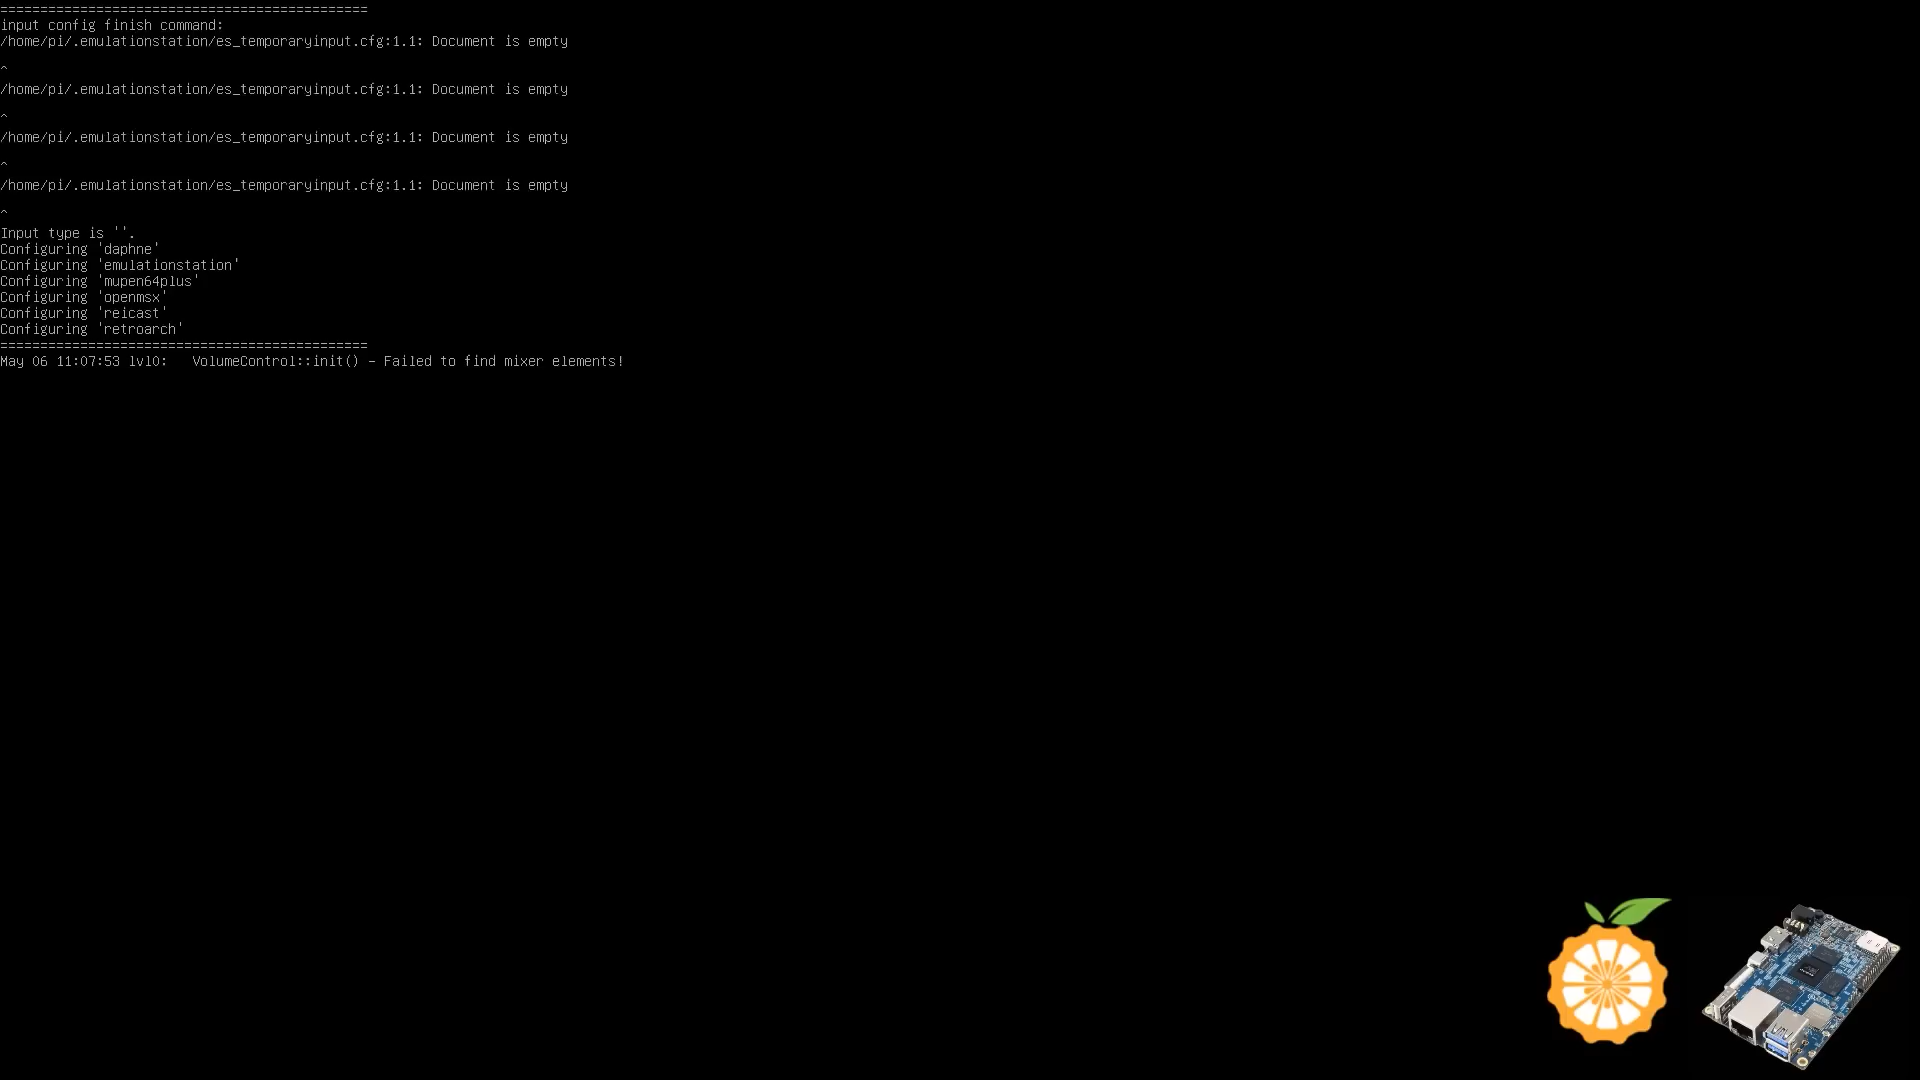 ==============================================
input config finish command:
/home/pi/.emulationstation/es_temporaryinput.cfg:1.1: Document is empty
^
/home/pi/.emulationstation/es_temporaryinput.cfg:1.1: Document is empty
^
/home/pi/.emulationstation/es_temporaryinput.cfg:1.1: Document is empty
^
/home/pi/.emulationstation/es_temporaryinput.cfg:1.1: Document is empty
^
Input type is ''.
Configuring 'daphne'
Configuring 'emulationstation'
Configuring 'mupen64plus'
Configuring 'openmsx'
Configuring 'reicast'
Configuring 'retroarch'
==============================================
May 06 11:07:53 lvl0:   VolumeControl::init() - Failed to find mixer elements!